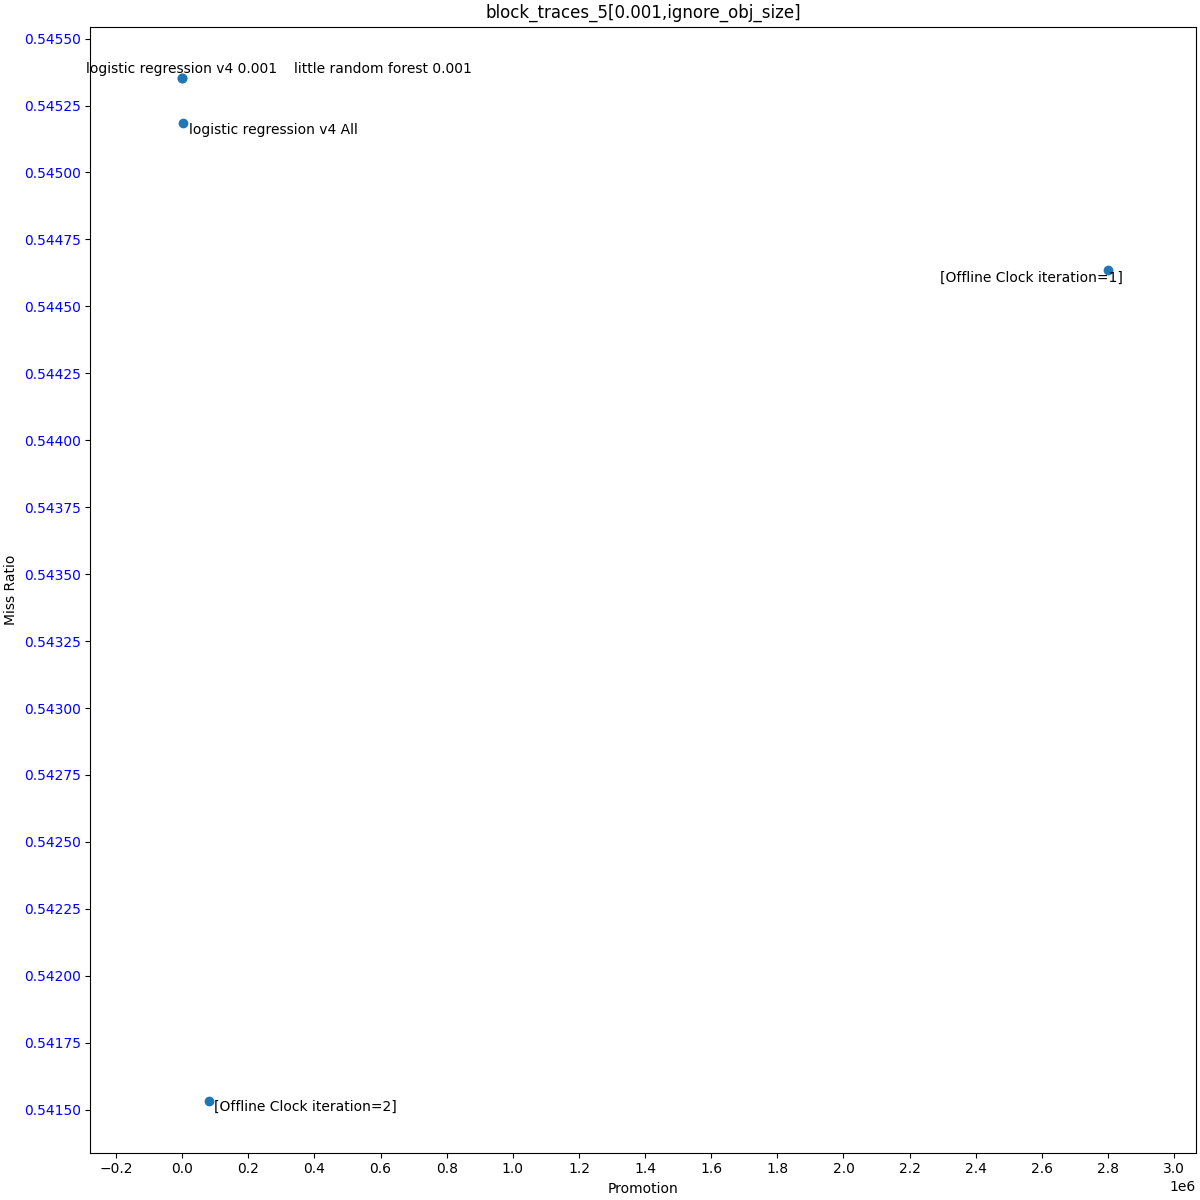 block_traces_5[0.001,ignore_obj_size]
0.54550
logistic regression v4 0.001 little random forest 0.001
0.54525
logistic regression v4 All
0.54500
0.54475
[Offline Clock iteration=1]
0.54450
0.54425
0.54400
0.54375
0.54350
Miss Ratio
0.54325
0.54300
0.54275
0.54250
0.54225
0.54200
0.54175
[Offline Clock iteration=2]
0.54150
−0.2 0.0 0.2 0.4 0.6 0.8 1.0 1.2 1.4 1.6 1.8 2.0 2.2 2.4 2.6 2.8 3.0
1e6
Promotion